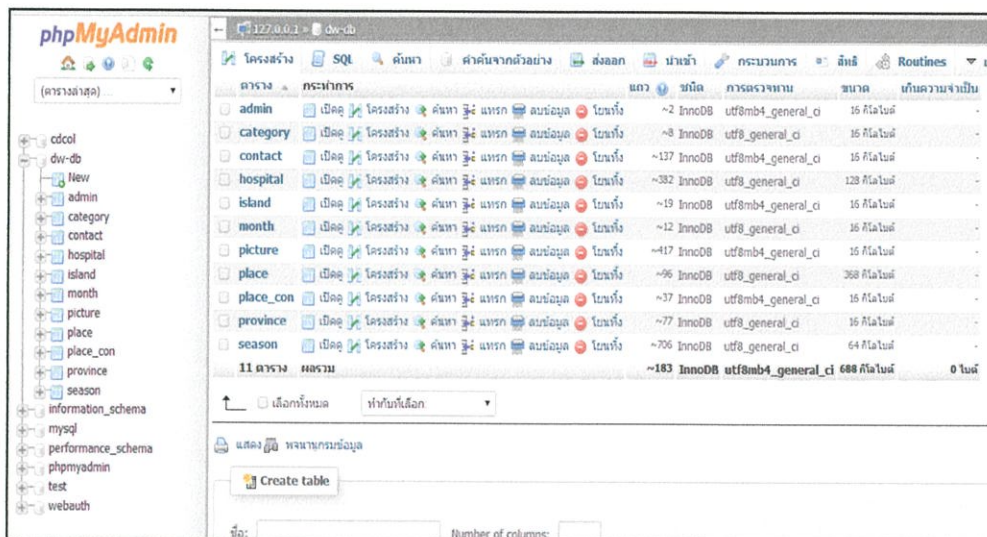 phpMyAdmin
(ตารางล่าสุด) ...
cdcol
dw-db
New
admin
category
contact
hospital
island
month
picture
place
place_con
province
season
information_schema
mysql
performance_schema
phpmyadmin
test
webauth
127.0.0.1 » dw-db
โครงสร้าง SQL ค้นหา คำค้นจากตัวอย่าง ส่งออก นำเข้า กระบวนการ สิทธิ Routines
ตาราง กระทำการ แถว ชนิด การตรวจทาน ขนาด เกินความจำเป็น
admin เปิดดู โครงสร้าง ค้นหา แทรก ลบข้อมูล โยนทิ้ง ~2 InnoDB utf8mb4_general_ci 16 กิโลไบต์ -
category เปิดดู โครงสร้าง ค้นหา แทรก ลบข้อมูล โยนทิ้ง ~8 InnoDB utf8_general_ci 16 กิโลไบต์ -
contact เปิดดู โครงสร้าง ค้นหา แทรก ลบข้อมูล โยนทิ้ง ~137 InnoDB utf8mb4_general_ci 16 กิโลไบต์ -
hospital เปิดดู โครงสร้าง ค้นหา แทรก ลบข้อมูล โยนทิ้ง ~382 InnoDB utf8_general_ci 128 กิโลไบต์ -
island เปิดดู โครงสร้าง ค้นหา แทรก ลบข้อมูล โยนทิ้ง ~19 InnoDB utf8mb4_general_ci 16 กิโลไบต์ -
month เปิดดู โครงสร้าง ค้นหา แทรก ลบข้อมูล โยนทิ้ง ~12 InnoDB utf8mb4_general_ci 16 กิโลไบต์ -
picture เปิดดู โครงสร้าง ค้นหา แทรก ลบข้อมูล โยนทิ้ง ~417 InnoDB utf8mb4_general_ci 16 กิโลไบต์ -
place เปิดดู โครงสร้าง ค้นหา แทรก ลบข้อมูล โยนทิ้ง ~96 InnoDB utf8_general_ci 368 กิโลไบต์ -
place_con เปิดดู โครงสร้าง ค้นหา แทรก ลบข้อมูล โยนทิ้ง ~37 InnoDB utf8mb4_general_ci 16 กิโลไบต์ -
province เปิดดู โครงสร้าง ค้นหา แทรก ลบข้อมูล โยนทิ้ง ~77 InnoDB utf8_general_ci 16 กิโลไบต์ -
season เปิดดู โครงสร้าง ค้นหา แทรก ลบข้อมูล โยนทิ้ง ~706 InnoDB utf8_general_ci 64 กิโลไบต์ -
11 ตาราง ผลรวม ~183 InnoDB utf8mb4_general_ci 688 กิโลไบต์ 0 ไบต์
เลือกทั้งหมด ทำกับที่เลือก:
แสดง พจนานุกรมข้อมูล
Create table
ชื่อ: Number of columns: